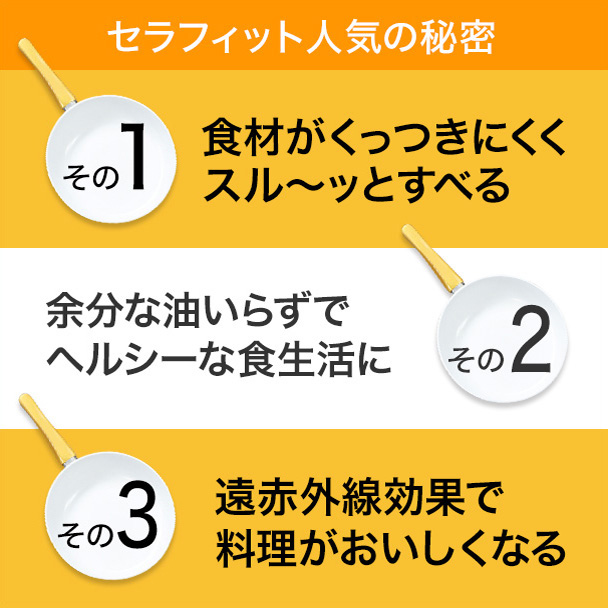 セラフィット人気の秘密
その1
食材がくっつきにくく
スル〜ッとすべる
余分な油いらずで
ヘルシーな食生活に
その2
その3
遠赤外線効果で
料理がおいしくなる